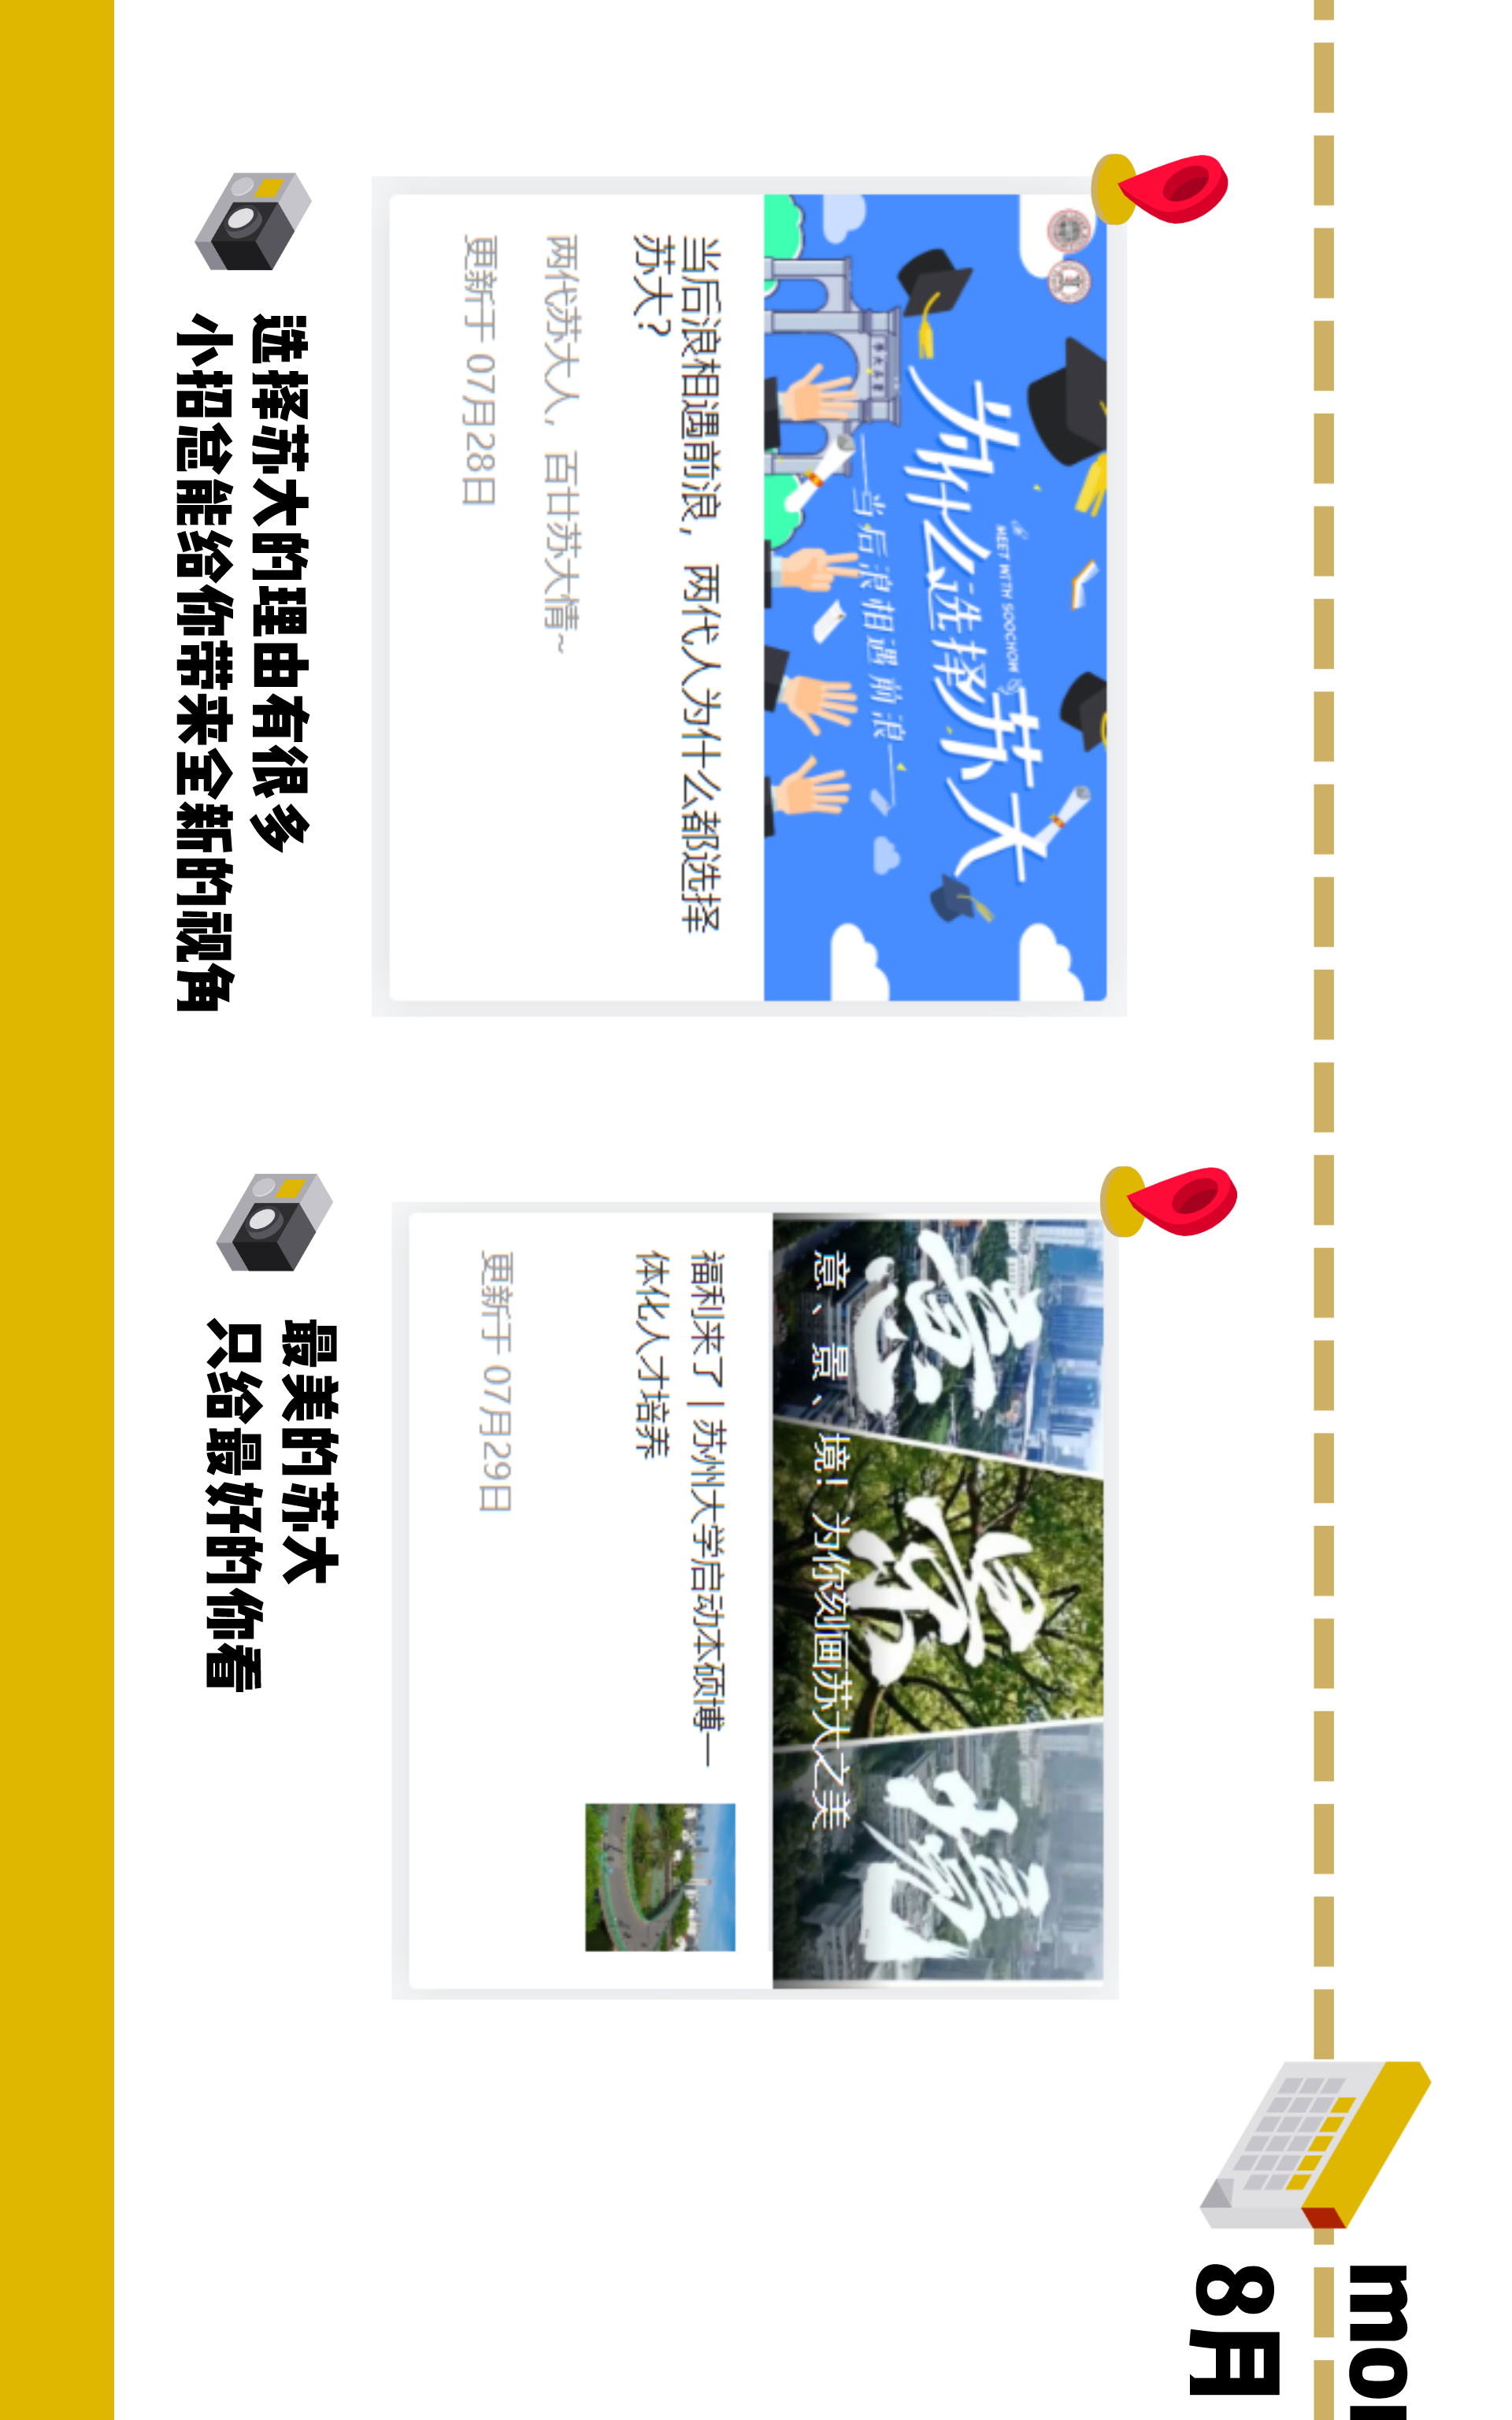 为什么选择苏大
MEET WITH SOOCHOW
当后浪相遇前浪
当后浪相遇前浪，两代人为什么都选择
苏大？
两代苏大人，百廿苏大情~
更新于 07月28日
选择苏大的理由有很多
小招总能给你带来全新的视角
意 景 境
意、景、境！为你刻画苏大之美
福利来了 | 苏州大学启动本硕博一
体化人才培养
更新于 07月29日
最美的苏大
只给最好的你看
8月